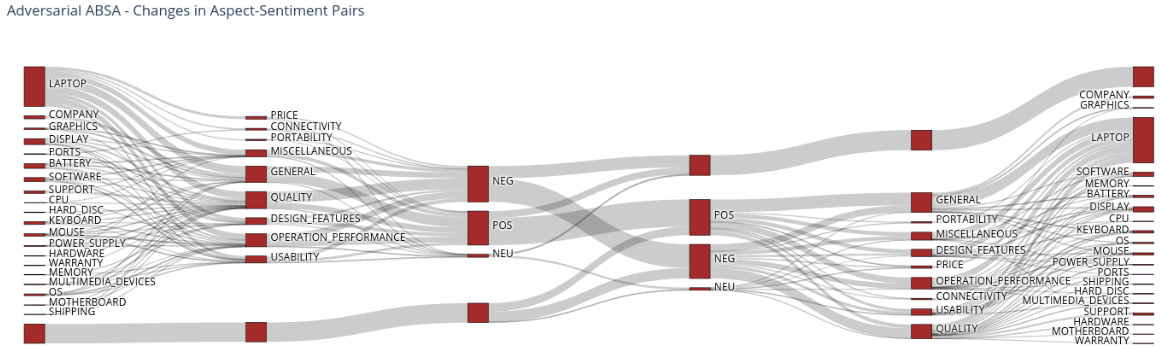 Adversarial ABSA - Changes in Aspect-Sentiment Pairs
LAPTOP
COMPANY
GRAPHICS
DISPLAY
PORTS
BATTERY
SOFTWARE
SUPPORT
CPU
HARD_DISC
KEYBOARD
MOUSE
POWER_SUPPLY
HARDWARE
WARRANTY
MEMORY
MULTIMEDIA_DEVICES
OS
MOTHERBOARD
SHIPPING
PRICE
CONNECTIVITY
PORTABILITY
MISCELLANEOUS
GENERAL
QUALITY
DESIGN_FEATURES
OPERATION_PERFORMANCE
USABILITY
NEG
POS
NEU
POS
NEG
NEU
GENERAL
PORTABILITY
MISCELLANEOUS
DESIGN_FEATURES
PRICE
OPERATION_PERFORMANCE
CONNECTIVITY
USABILITY
QUALITY
COMPANY
GRAPHICS
LAPTOP
SOFTWARE
MEMORY
BATTERY
DISPLAY
CPU
KEYBOARD
OS
MOUSE
POWER_SUPPLY
PORTS
SHIPPING
HARD_DISC
MULTIMEDIA_DEVICES
SUPPORT
HARDWARE
MOTHERBOARD
WARRANTY